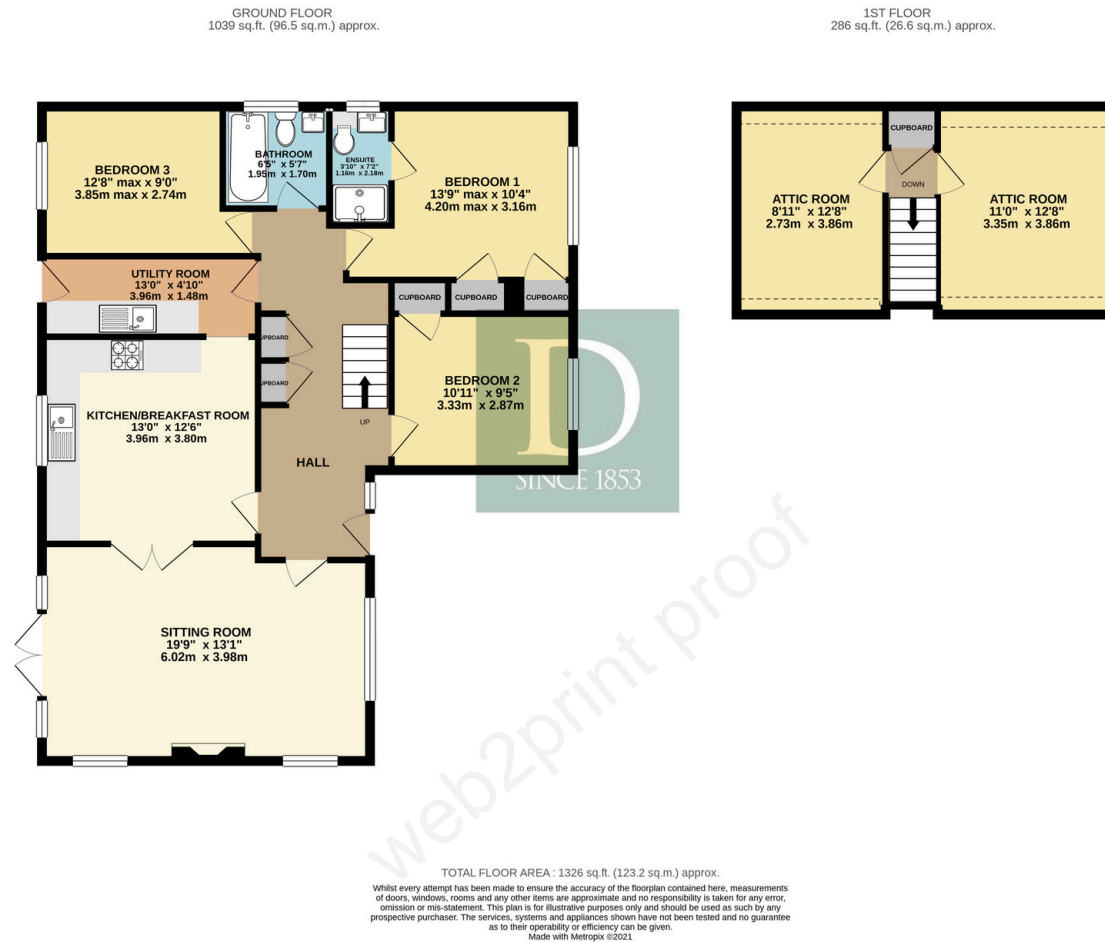 GROUND FLOOR
1039 sq.ft. (96.5 sq.m.) approx.
1ST FLOOR
286 sq.ft. (26.6 sq.m.) approx.
BEDROOM 3
12'8" max x 9'0"
3.85m max x 2.74m
BATHROOM
6'5" x 5'7"
1.95m x 1.70m
ENSUITE
3'10" x 7'2"
1.16m x 2.18m
BEDROOM 1
13'9" max x 10'4"
4.20m max x 3.16m
UTILITY ROOM
13'0" x 4'10"
3.96m x 1.48m
CUPBOARD
CUPBOARD
CUPBOARD
UPBOARD
UPBOARD
BEDROOM 2
10'11" x 9'5"
3.33m x 2.87m
KITCHEN/BREAKFAST ROOM
13'0" x 12'6"
3.96m x 3.80m
UP
HALL
D
SINCE 1853
SITTING ROOM
19'9" x 13'1"
6.02m x 3.98m
CUPBOARD
DOWN
ATTIC ROOM
8'11" x 12'8"
2.73m x 3.86m
ATTIC ROOM
11'0" x 12'8"
3.35m x 3.86m
web2print proof
TOTAL FLOOR AREA : 1326 sq.ft. (123.2 sq.m.) approx.
Whilst every attempt has been made to ensure the accuracy of the floorplan contained here, measurements
of doors, windows, rooms and any other items are approximate and no responsibility is taken for any error,
omission or mis-statement. This plan is for illustrative purposes only and should be used as such by any
prospective purchaser. The services, systems and appliances shown have not been tested and no guarantee
as to their operability or efficiency can be given.
Made with Metropix ©2021